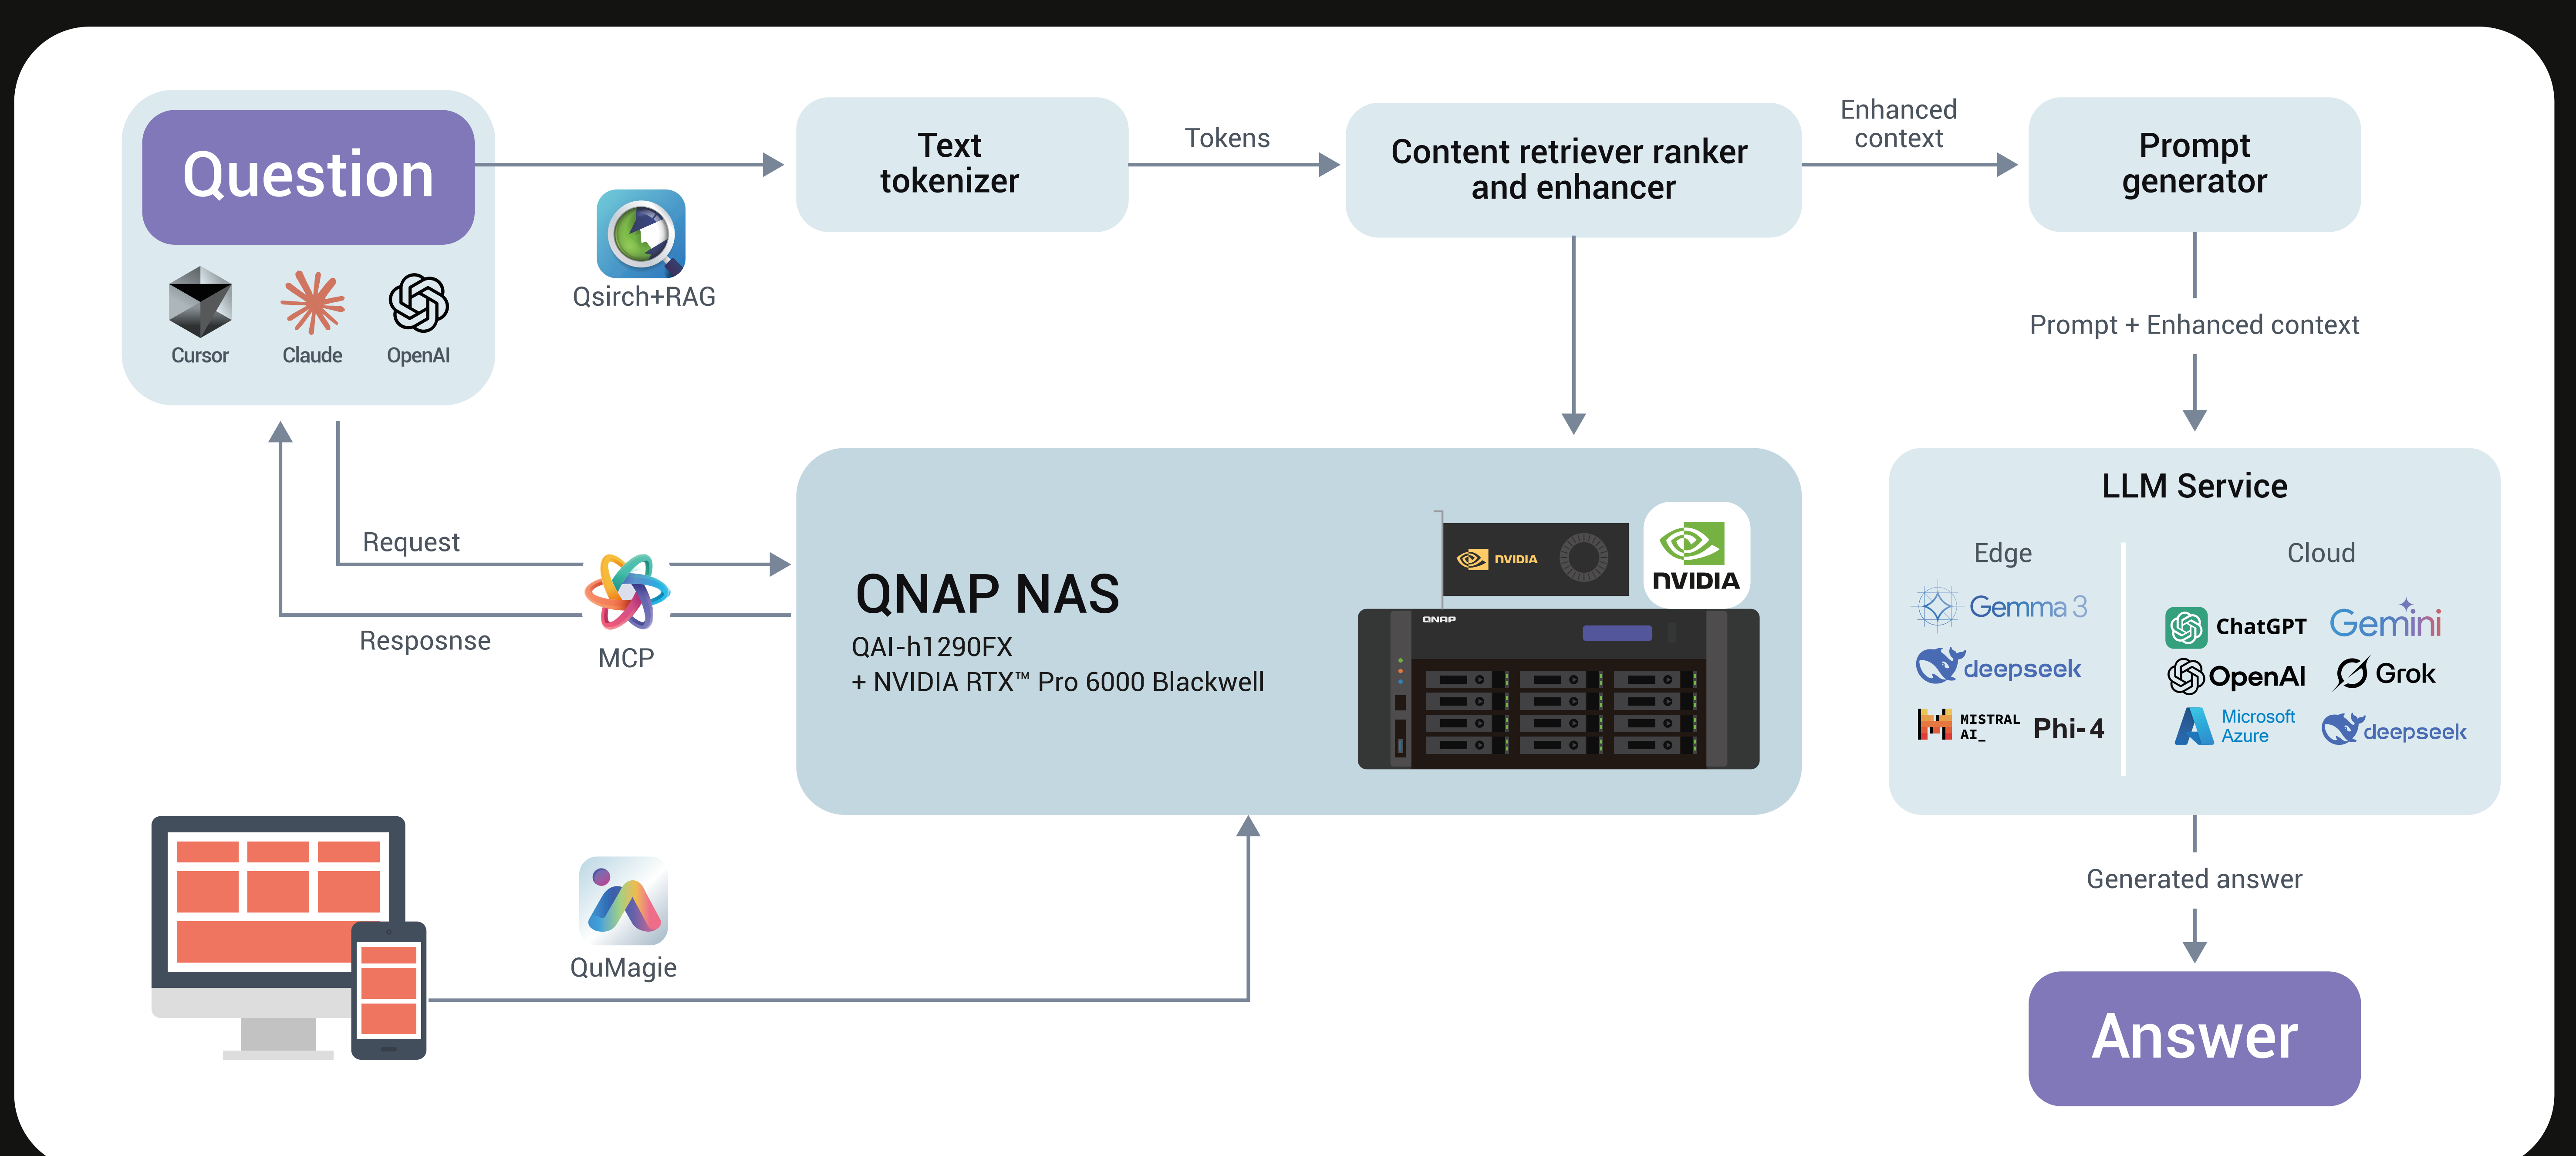 Question
Cursor
Claude
OpenAI
Qsirch+RAG
Text
tokenizer
Tokens
Content retriever ranker
and enhancer
Enhanced
context
Prompt
generator
Prompt + Enhanced context
Request
Resposnse
MCP
QNAP NAS
QAI-h1290FX
+ NVIDIA RTX™ Pro 6000 Blackwell
NVIDIA
NVIDIA
QNAP
LLM Service
Edge
Gemma 3
deepseek
MISTRAL
AI_
Phi-4
Cloud
ChatGPT
Gemini
OpenAI
Grok
Microsoft
Azure
deepseek
QuMagie
Generated answer
Answer